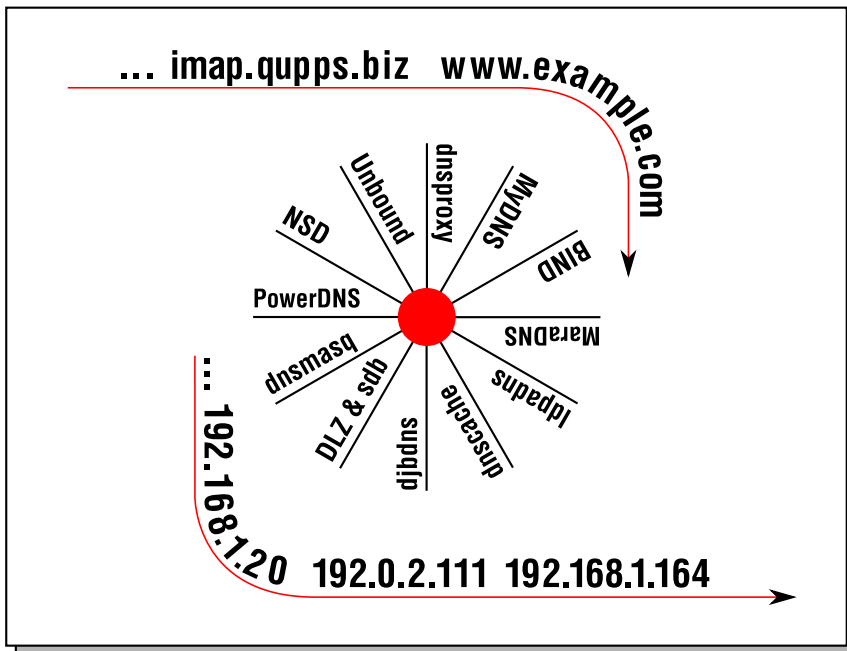 ... imap.qupps.biz www.example.com
dnsproxy
MyDNS
BIND
MaraDNS
ldapdns
dnscache
djbdns
DLZ & sdb
dnsmasq
PowerDNS
NSD
Unbound
... 192.168.1.20 192.0.2.111 192.168.1.164